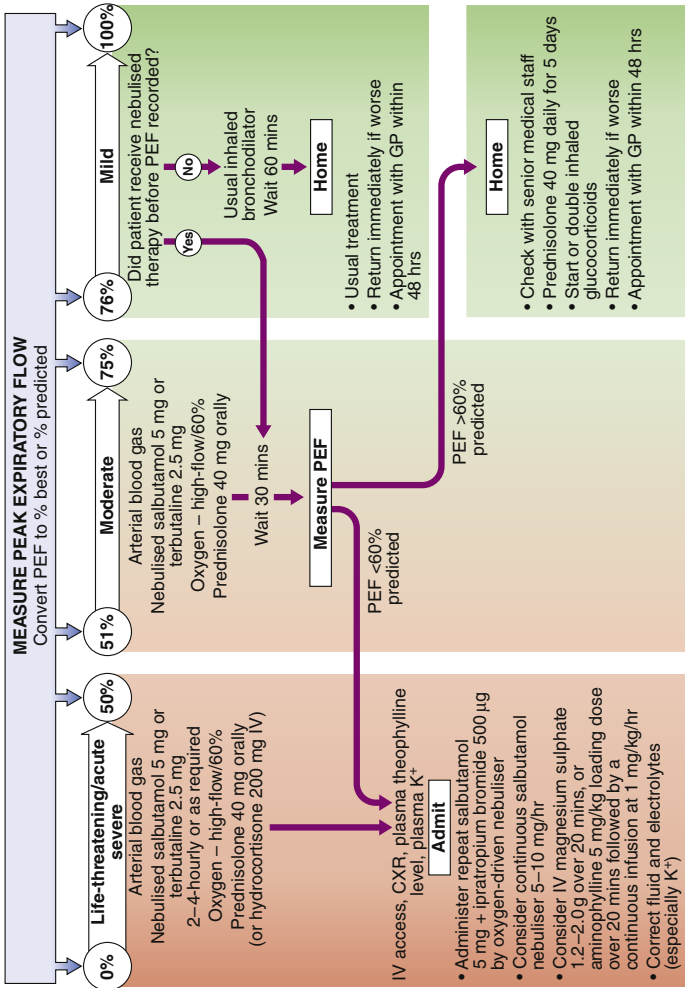 MEASURE PEAK EXPIRATORY FLOW
Convert PEF to % best or % predicted
0%
Life-threatening/acute
severe
50%
Arterial blood gas
Nebulised salbutamol 5 mg or
terbutaline 2.5 mg
2–4-hourly or as required
Oxygen – high-flow/60%
Prednisolone 40 mg orally
(or hydrocortisone 200 mg IV)
51%
Moderate
75%
Arterial blood gas
Nebulised salbutamol 5 mg or
terbutaline 2.5 mg
Oxygen – high-flow/60%
Prednisolone 40 mg orally
Wait 30 mins
Measure PEF
76%
Mild
100%
Did patient receive nebulised
therapy before PEF recorded?
Yes
No
Usual inhaled
bronchodilator
Wait 60 mins
Home
• Usual treatment
• Return immediately if worse
• Appointment with GP within
48 hrs
PEF <60%
predicted
PEF >60%
predicted
IV access, CXR, plasma theophylline
level, plasma K+
Admit
• Administer repeat salbutamol
5 mg + ipratropium bromide 500 µg
by oxygen-driven nebuliser
• Consider continuous salbutamol
nebuliser 5–10 mg/hr
• Consider IV magnesium sulphate
1.2–2.0 g over 20 mins, or
aminophylline 5 mg/kg loading dose
over 20 mins followed by a
continuous infusion at 1 mg/kg/hr
• Correct fluid and electrolytes
(especially K+)
Home
• Check with senior medical staff
• Prednisolone 40 mg daily for 5 days
• Start or double inhaled
glucocorticoids
• Return immediately if worse
• Appointment with GP within 48 hrs